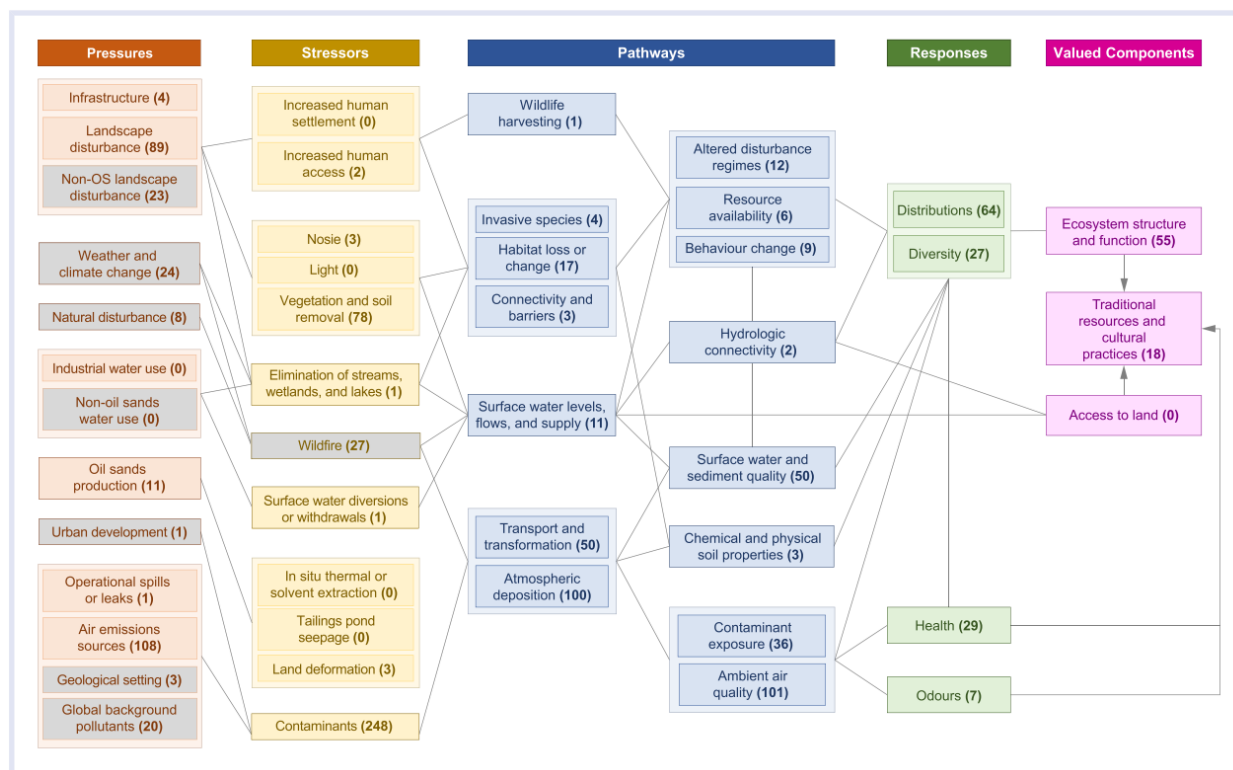 Pressures
Stressors
Pathways
Responses
Valued Components
Infrastructure (4)
Landscape
disturbance (89)
Non-OS landscape
disturbance (23)
Weather and
climate change (24)
Natural disturbance (8)
Industrial water use (0)
Non-oil sands
water use (0)
Oil sands
production (11)
Urban development (1)
Operational spills
or leaks (1)
Air emissions
sources (108)
Geological setting (3)
Global background
pollutants (20)
Increased human
settlement (0)
Increased human
access (2)
Nosie (3)
Light (0)
Vegetation and soil
removal (78)
Elimination of streams,
wetlands, and lakes (1)
Wildfire (27)
Surface water diversions
or withdrawals (1)
In situ thermal or
solvent extraction (0)
Tailings pond
seepage (0)
Land deformation (3)
Contaminants (248)
Wildlife
harvesting (1)
Invasive species (4)
Habitat loss or
change (17)
Connectivity and
barriers (3)
Surface water levels,
flows, and supply (11)
Transport and
transformation (50)
Atmospheric
deposition (100)
Altered disturbance
regimes (12)
Resource
availability (6)
Behaviour change (9)
Hydrologic
connectivity (2)
Surface water and
sediment quality (50)
Chemical and physical
soil properties (3)
Contaminant
exposure (36)
Ambient air
quality (101)
Distributions (64)
Diversity (27)
Health (29)
Odours (7)
Ecosystem structure
and function (55)
Traditional
resources and
cultural
practices (18)
Access to land (0)